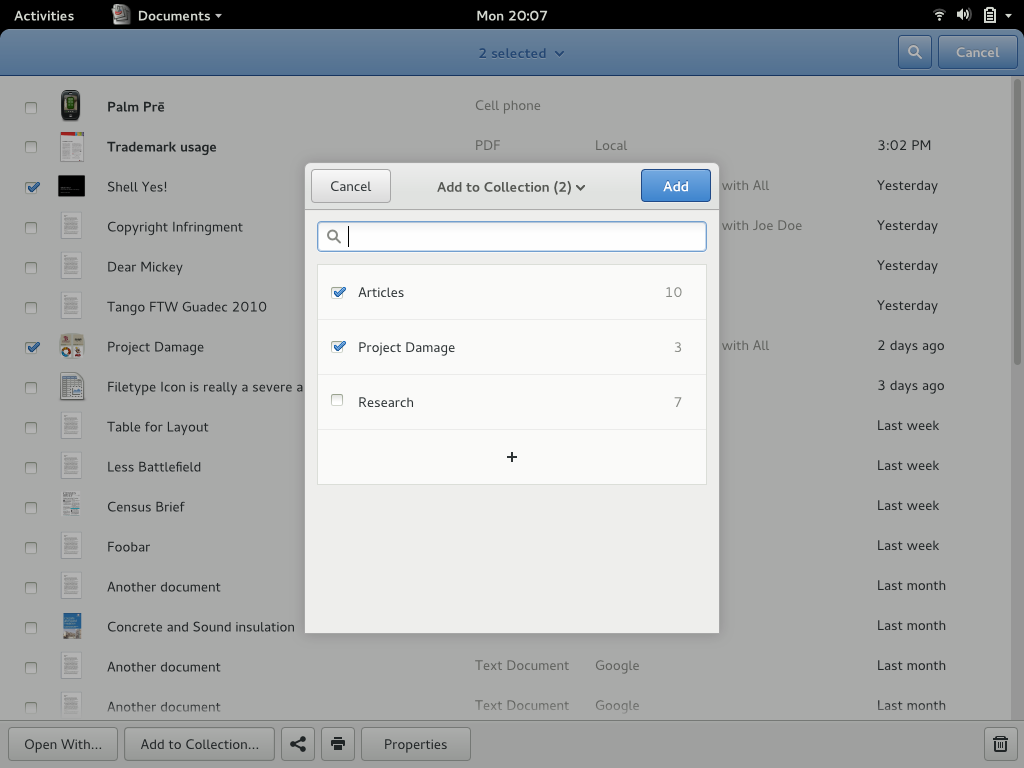 Activities Documents Mon 20:07
2 selected Cancel
Palm Prē Cell phone
Trademark usage PDF Local 3:02 PM
Shell Yes! with All Yesterday
Copyright Infringment with Joe Doe Yesterday
Dear Mickey Yesterday
Tango FTW Guadec 2010 Yesterday
Project Damage with All 2 days ago
Filetype Icon is really a severe a 3 days ago
Table for Layout Last week
Less Battlefield Last week
Census Brief Last week
Foobar Last week
Another document Last month
Concrete and Sound insulation Last month
Another document Text Document Google Last month
Another document Text Document Google Last month
Cancel Add to Collection (2) Add
Articles 10
Project Damage 3
Research 7
+
Open With... Add to Collection... Properties